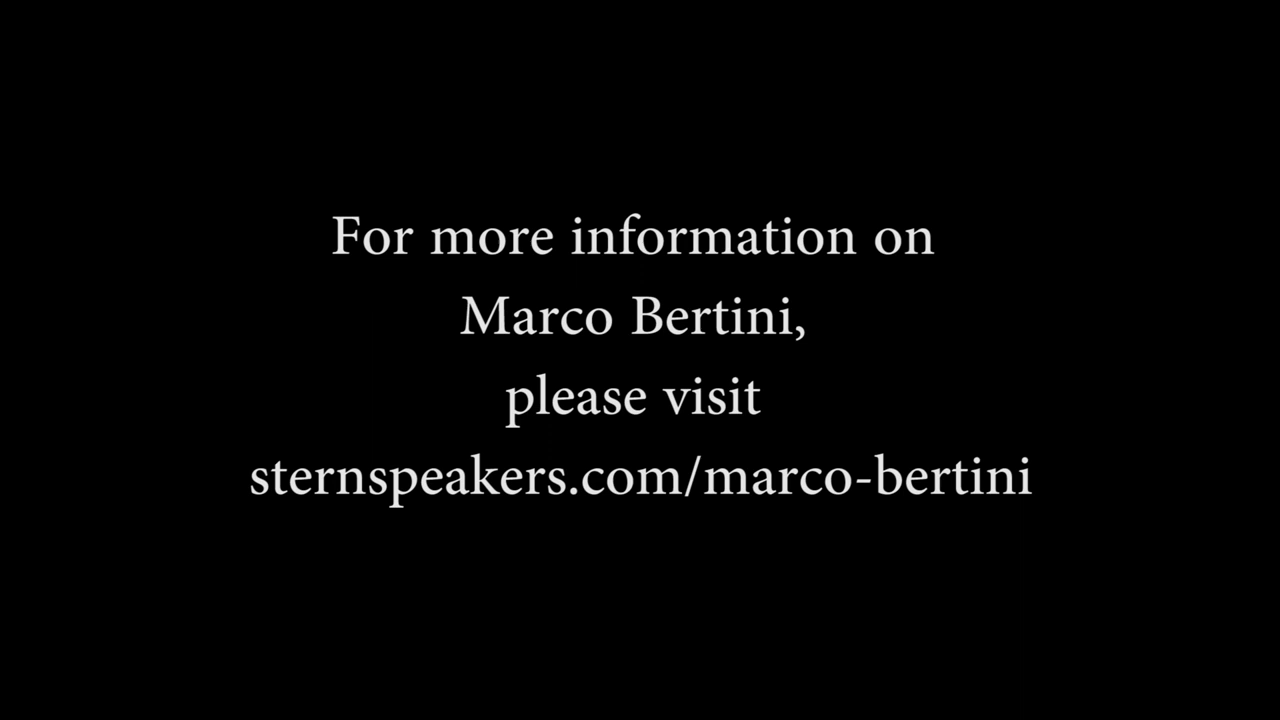 For more information on
Marco Bertini,
please visit
sternspeakers.com/marco-bertini